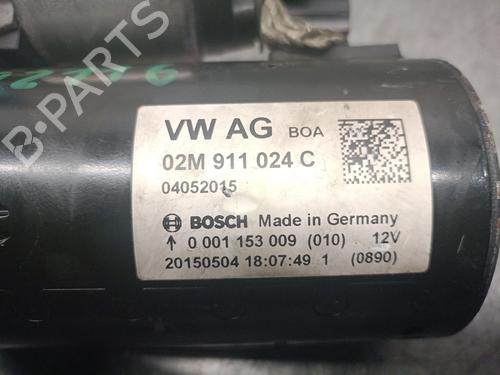 VW AG BOA
02M 911 024 C
04052015
BOSCH Made in Germany
↑ 0 001 153 009 (010) 12V
20150504 18:07:49 1 (0890)
B-PARTS